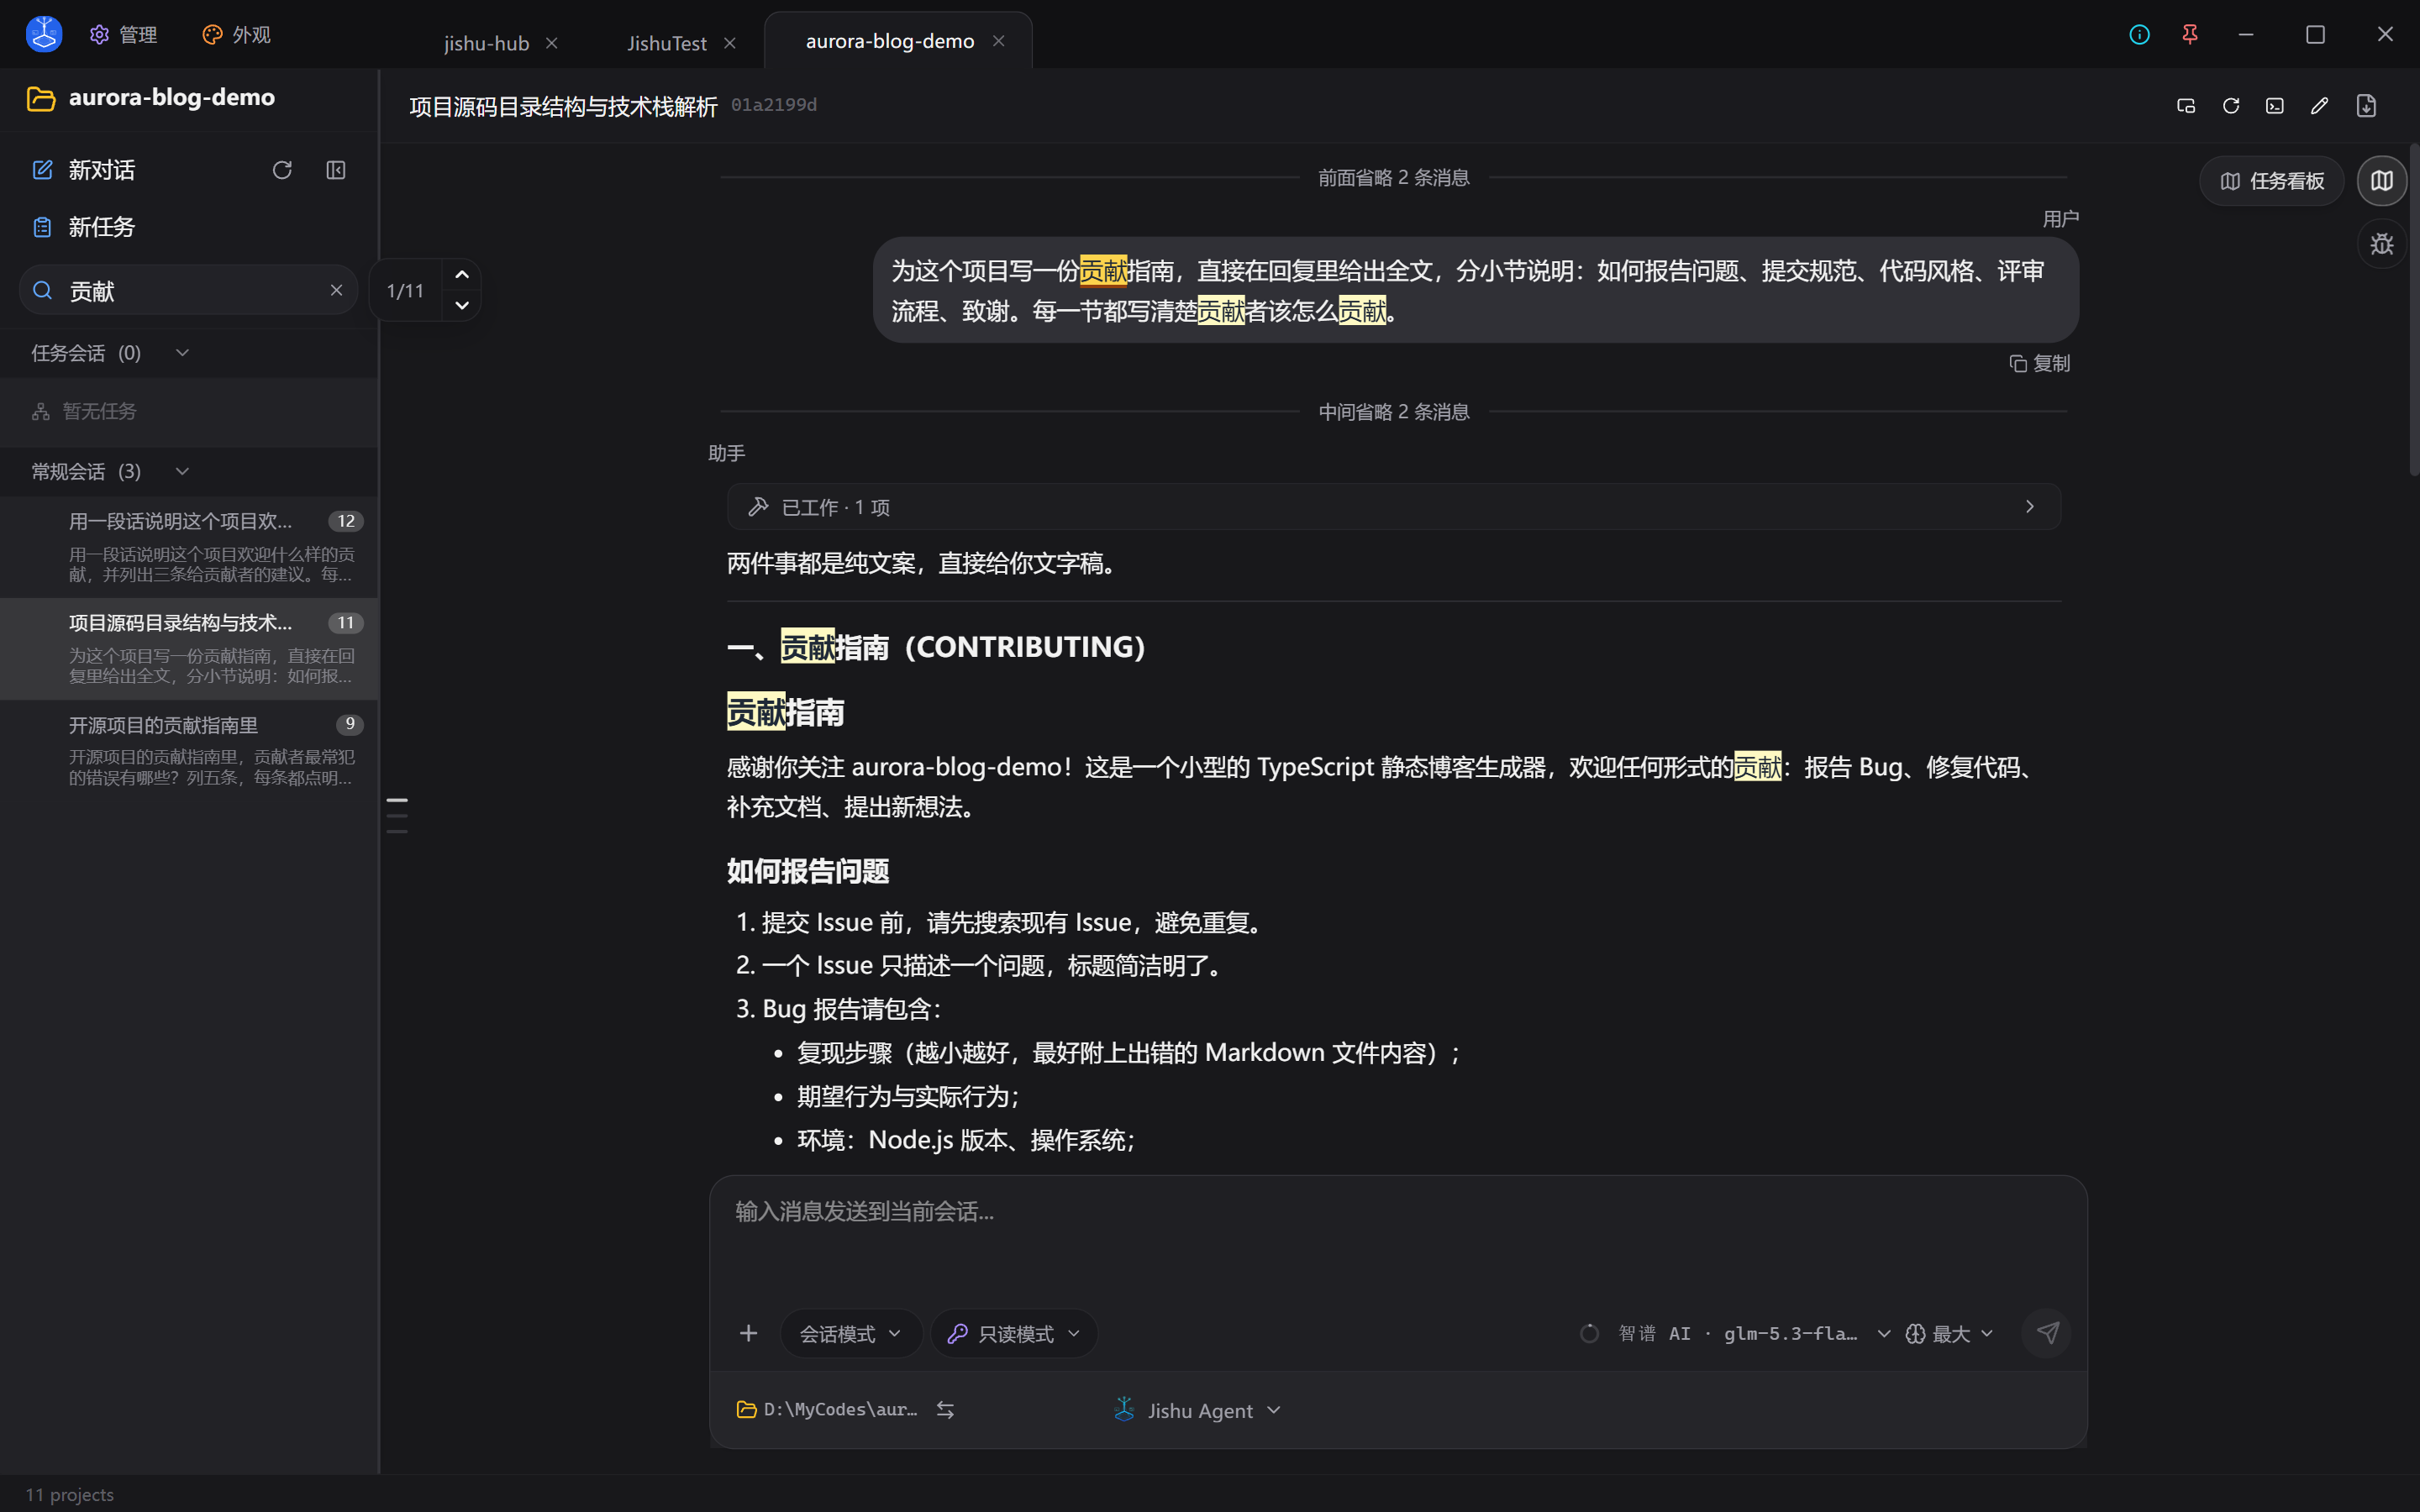 管理
外观
jishu-hub
JishuTest
aurora-blog-demo
aurora-blog-demo
新对话
新任务
贡献
1/11
任务会话 (0)
暂无任务
常规会话 (3)
用一段话说明这个项目欢...
12
用一段话说明这个项目欢迎什么样的贡
献，并列出三条给贡献者的建议。每...
项目源码目录结构与技术...
11
为这个项目写一份贡献指南，直接在回
复里给出全文，分小节说明：如何报...
开源项目的贡献指南里
9
开源项目的贡献指南里，贡献者最常犯
的错误有哪些？列五条，每条都点明...
11 projects
项目源码目录结构与技术栈解析 01a2199d
任务看板
前面省略 2 条消息
用户
为这个项目写一份贡献指南，直接在回复里给出全文，分小节说明：如何报告问题、提交规范、代码风格、评审
流程、致谢。每一节都写清楚贡献者该怎么贡献。
复制
中间省略 2 条消息
助手
已工作 · 1 项
两件事都是纯文案，直接给你文字稿。
一、贡献指南（CONTRIBUTING）
贡献指南
感谢你关注 aurora-blog-demo！这是一个小型的 TypeScript 静态博客生成器，欢迎任何形式的贡献：报告 Bug、修复代码、
补充文档、提出新想法。
如何报告问题
1. 提交 Issue 前，请先搜索现有 Issue，避免重复。
2. 一个 Issue 只描述一个问题，标题简洁明了。
3. Bug 报告请包含：
• 复现步骤（越小越好，最好附上出错的 Markdown 文件内容）；
• 期望行为与实际行为；
• 环境：Node.js 版本、操作系统；
输入消息发送到当前会话...
会话模式
只读模式
智谱 AI · glm-5.3-fla...
最大
D:\MyCodes\aur...
Jishu Agent